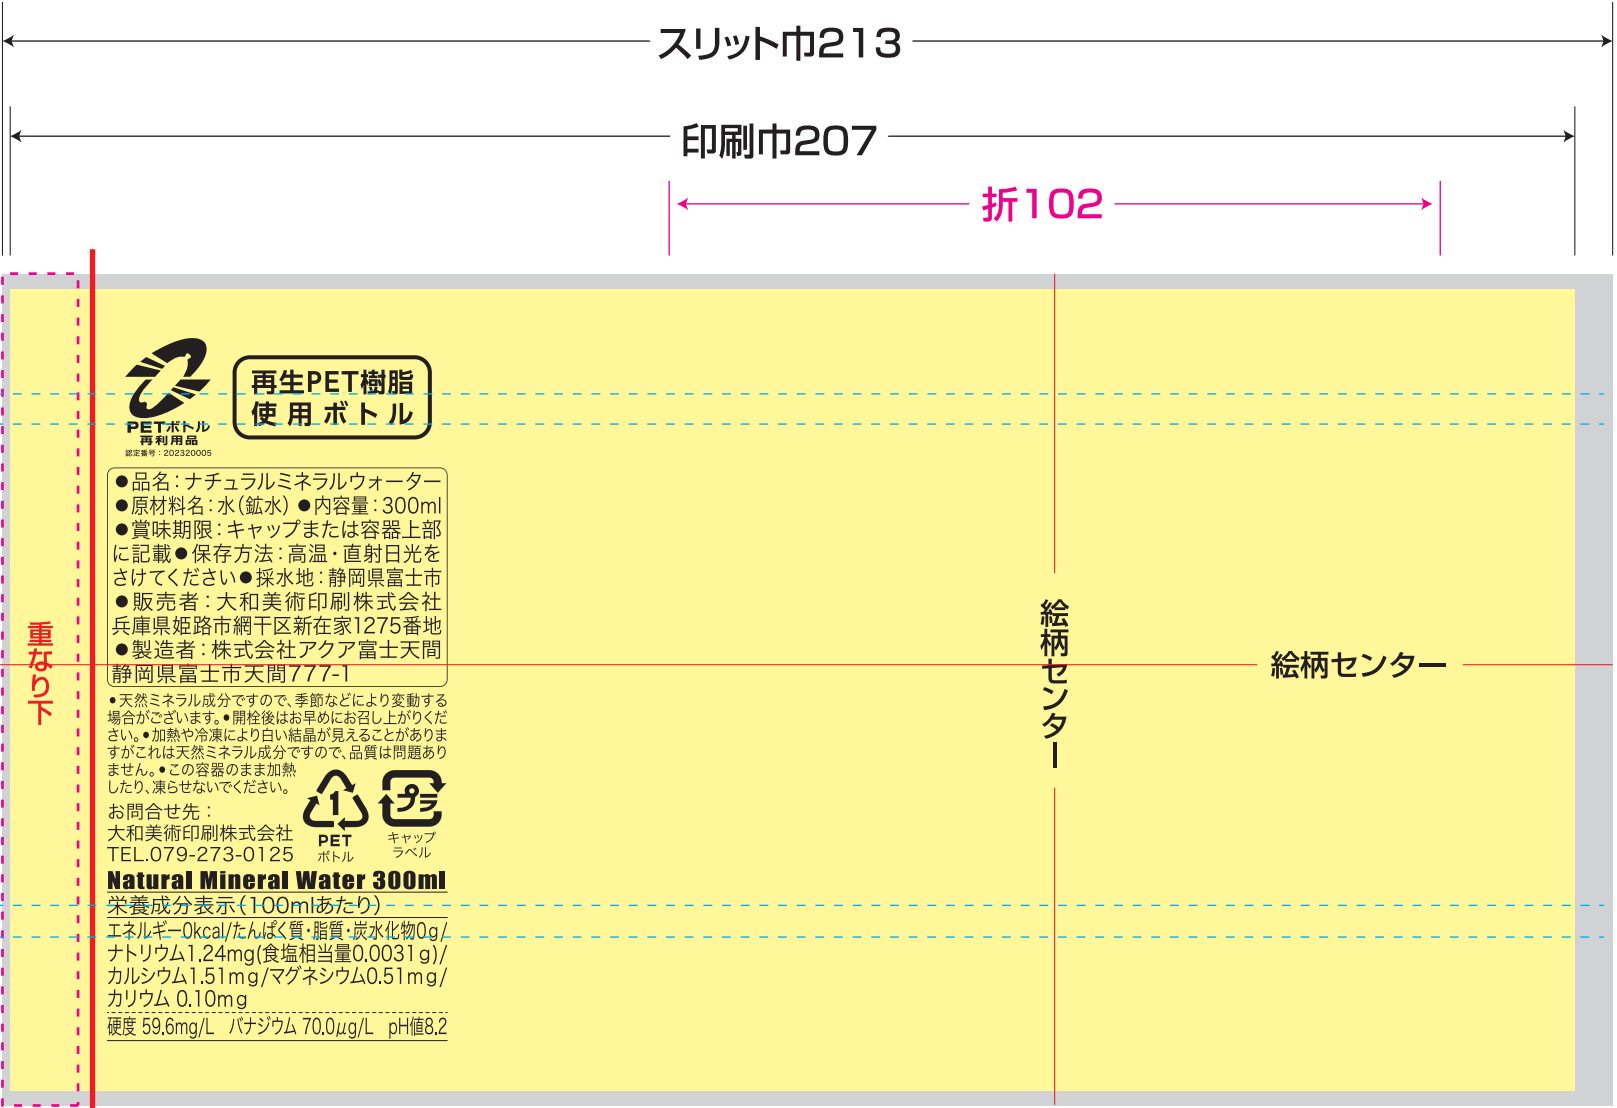 スリット巾213
印刷巾207
折102
重なり下
PETボトル
再利用品
認定番号：202320005
再生PET樹脂
使用ボトル
●品名：ナチュラルミネラルウォーター
●原材料名：水（鉱水）●内容量：300ml
●賞味期限：キャップまたは容器上部
に記載●保存方法：高温・直射日光を
さけてください●採水地：静岡県富士市
●販売者：大和美術印刷株式会社
兵庫県姫路市網干区新在家1275番地
●製造者：株式会社アクア富士天間
静岡県富士市天間777-1
●天然ミネラル成分ですので、季節などにより変動する
場合がございます。●開栓後はお早めにお召し上がりくだ
さい。●加熱や冷凍により白い結晶が見えることがありま
すがこれは天然ミネラル成分ですので、品質は問題あり
ません。●この容器のまま加熱
したり、凍らせないでください。
お問合せ先：
大和美術印刷株式会社
TEL.079-273-0125
1
PET
ボトル
プラ
キャップ
ラベル
Natural Mineral Water 300ml
栄養成分表示（100mlあたり）
エネルギー0kcal/たんぱく質・脂質・炭水化物0g/
ナトリウム1.24mg(食塩相当量0.0031g)/
カルシウム1.51mg/マグネシウム0.51mg/
カリウム 0.10mg
硬度 59.6mg/L　バナジウム 70.0μg/L　pH値8.2
絵柄センター
絵柄センター